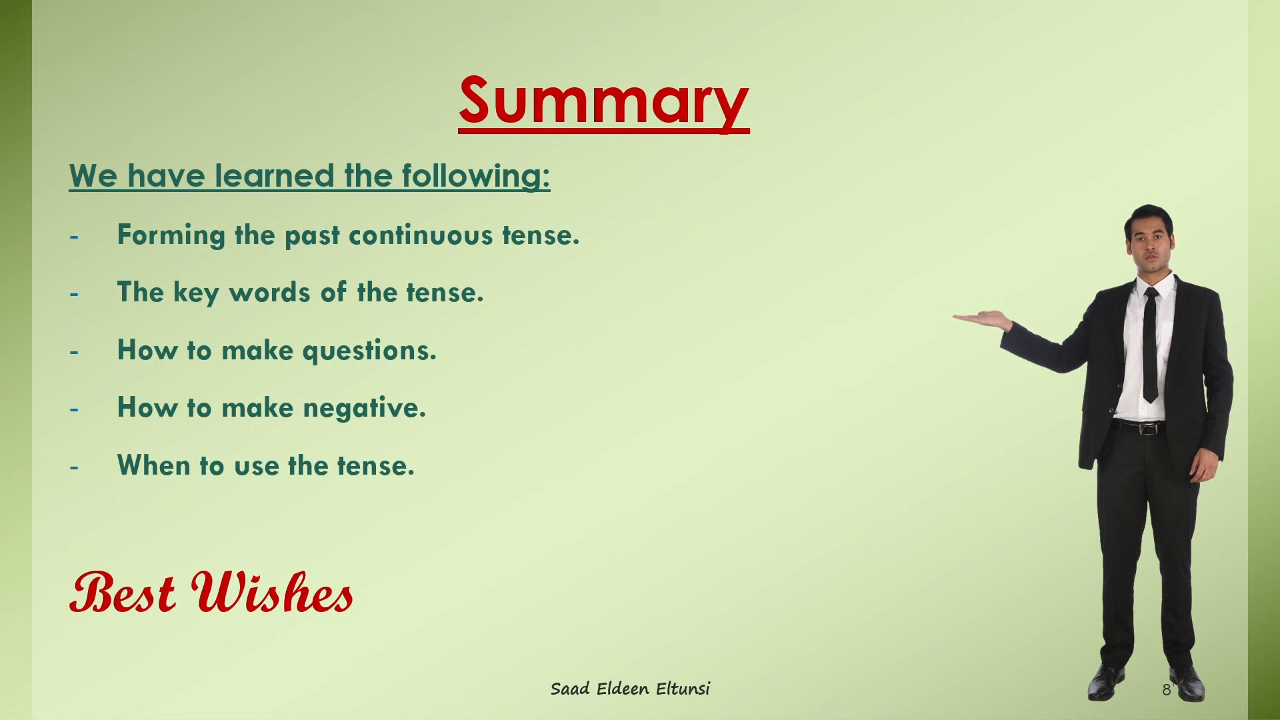 Summary
We have learned the following:
- Forming the past continuous tense.
- The key words of the tense.
- How to make questions.
- How to make negative.
- When to use the tense.
Best Wishes
Saad Eldeen Eltunsi
8